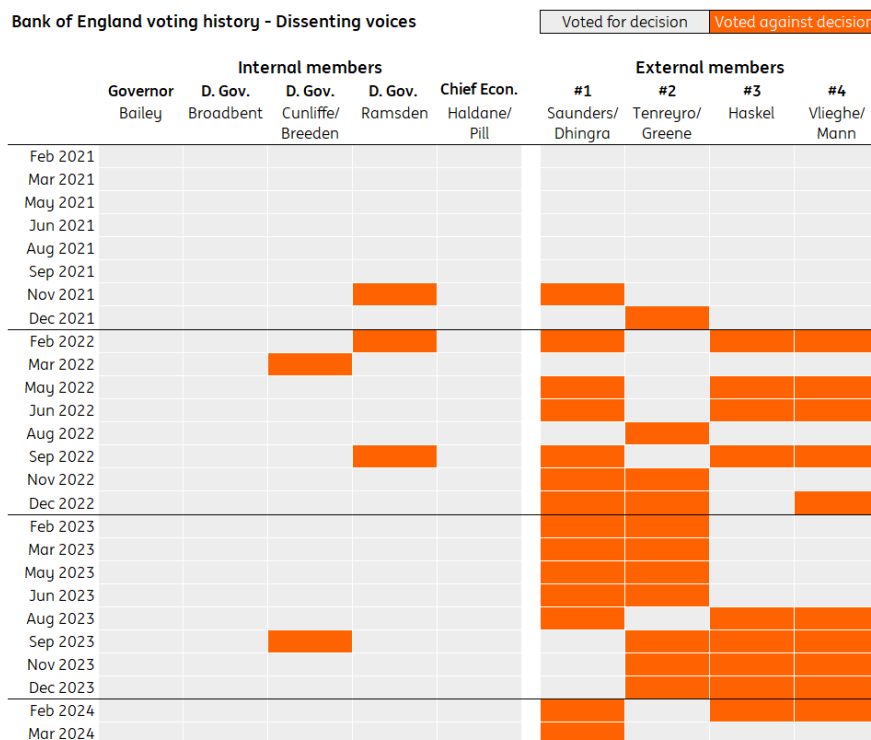 Bank of England voting history - Dissenting voices
Voted for decision Voted against decision
Internal members External members
Governor D. Gov. D. Gov. D. Gov. Chief Econ. #1 #2 #3 #4
Bailey Broadbent Cunliffe/ Ramsden Haldane/ Saunders/ Tenreyro/ Haskel Vlieghe/
Breeden Pill Dhingra Greene Mann
Feb 2021
Mar 2021
May 2021
Jun 2021
Aug 2021
Sep 2021
Nov 2021
Dec 2021
Feb 2022
Mar 2022
May 2022
Jun 2022
Aug 2022
Sep 2022
Nov 2022
Dec 2022
Feb 2023
Mar 2023
May 2023
Jun 2023
Aug 2023
Sep 2023
Nov 2023
Dec 2023
Feb 2024
Mar 2024